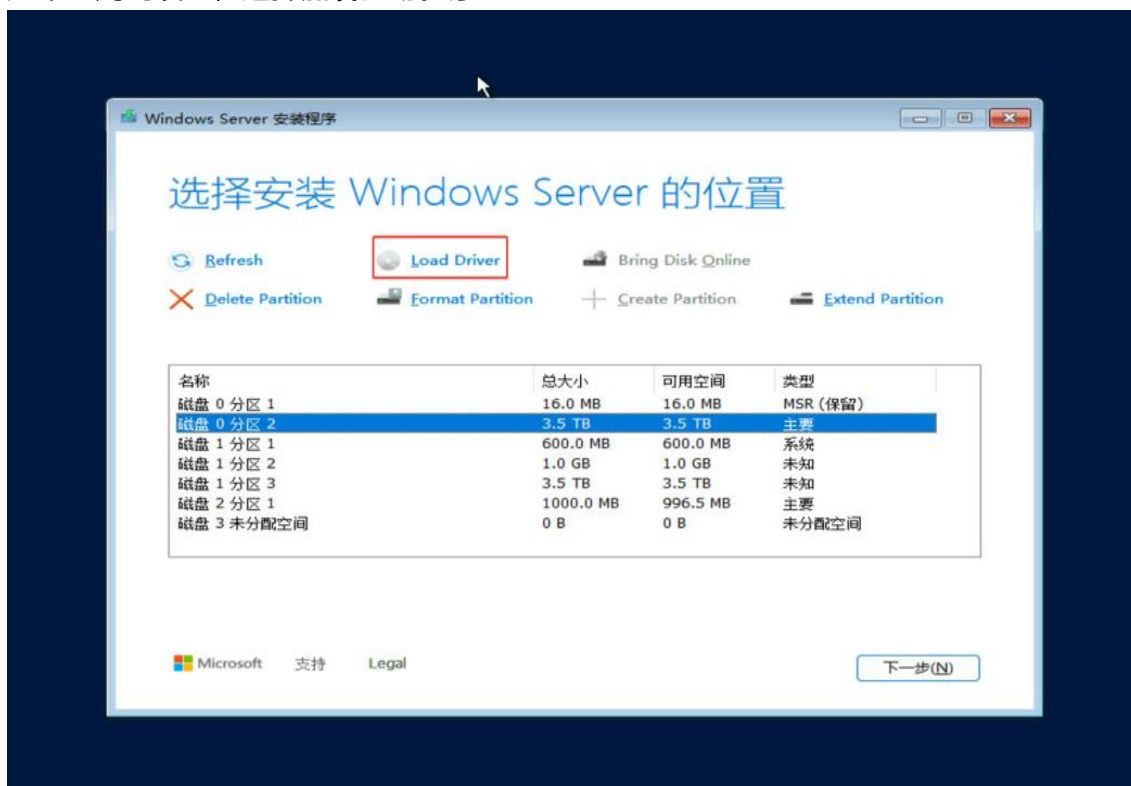 Windows Server 安装程序
选择安装 Windows Server 的位置
Refresh Load Driver Bring Disk Online
Delete Partition Format Partition Create Partition Extend Partition
名称 总大小 可用空间 类型
磁盘 0 分区 1 16.0 MB 16.0 MB MSR (保留)
磁盘 0 分区 2 3.5 TB 3.5 TB 主要
磁盘 1 分区 1 600.0 MB 600.0 MB 系统
磁盘 1 分区 2 1.0 GB 1.0 GB 未知
磁盘 1 分区 3 3.5 TB 3.5 TB 未知
磁盘 2 分区 1 1000.0 MB 996.5 MB 主要
磁盘 3 未分配空间 0 B 0 B 未分配空间
Microsoft 支持 Legal 下一步(N)